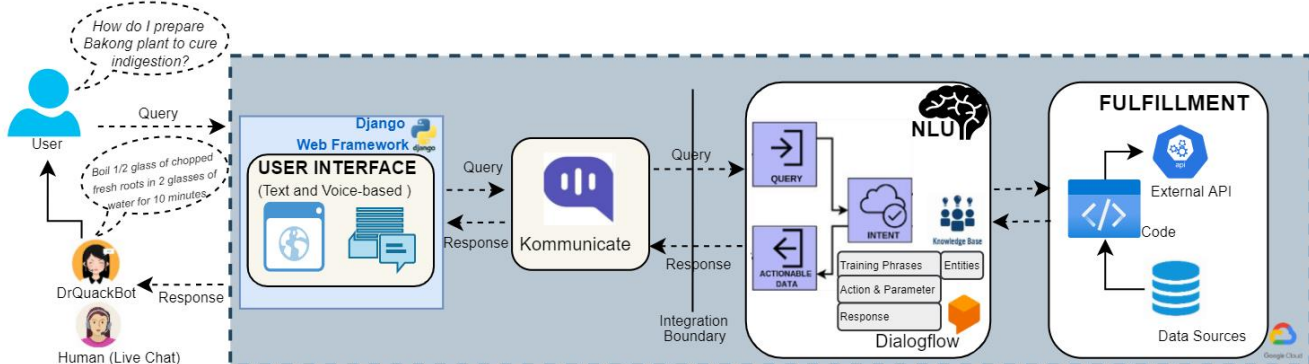 How do I prepare
Bakong plant to cure
indigestion?
User
Query
Boil 1/2 glass of chopped
fresh roots in 2 glasses of
water for 10 minutes
DrQuackBot
Response
Human (Live Chat)
Django
Web Framework
django
USER INTERFACE
(Text and Voice-based )
Query
Response
Kommunicate
Query
Response
Integration
Boundary
NLU
QUERY
INTENT
ACTIONABLE
DATA
Knowledge Base
Training Phrases
Entities
Action & Parameter
Response
Dialogflow
FULFILLMENT
api
External API
Code
Data Sources
Google Cloud